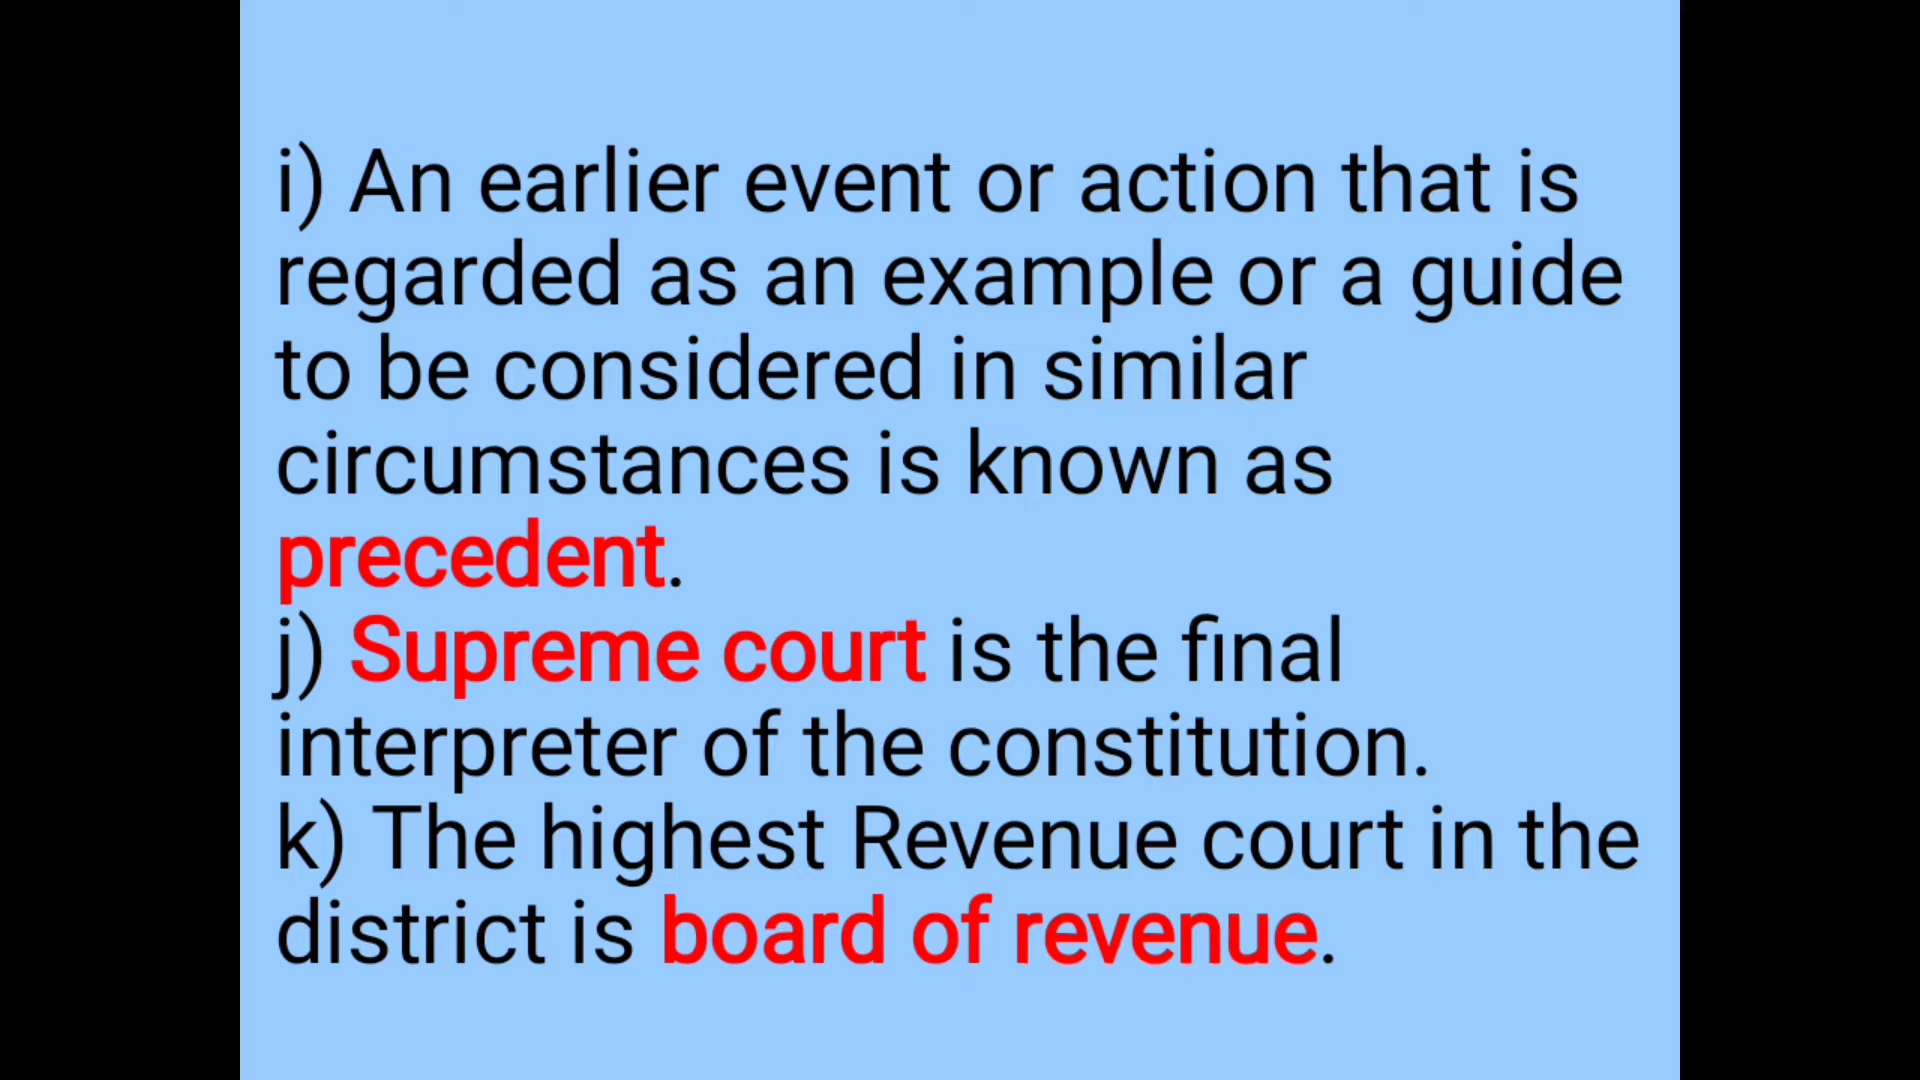 i) An earlier event or action that is
regarded as an example or a guide
to be considered in similar
circumstances is known as
precedent.
j) Supreme court is the final
interpreter of the constitution.
k) The highest Revenue court in the
district is board of revenue.